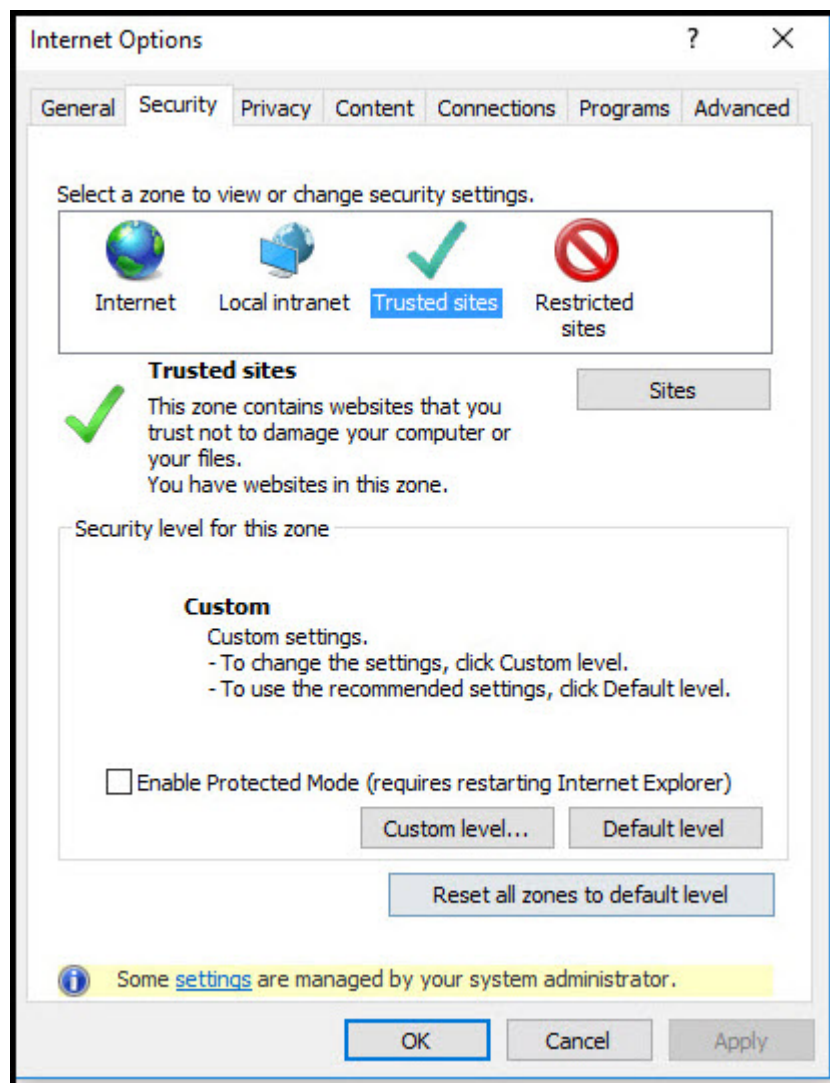 Internet Options ?
General Security Privacy Content Connections Programs Advanced
Select a zone to view or change security settings.
Internet Local intranet Trusted sites Restricted
sites
Trusted sites
Sites
This zone contains websites that you
trust not to damage your computer or
your files.
You have websites in this zone.
Security level for this zone
Custom
Custom settings.
- To change the settings, click Custom level.
- To use the recommended settings, click Default level.
Enable Protected Mode (requires restarting Internet Explorer)
Custom level... Default level
Reset all zones to default level
Some settings are managed by your system administrator.
OK Cancel Apply